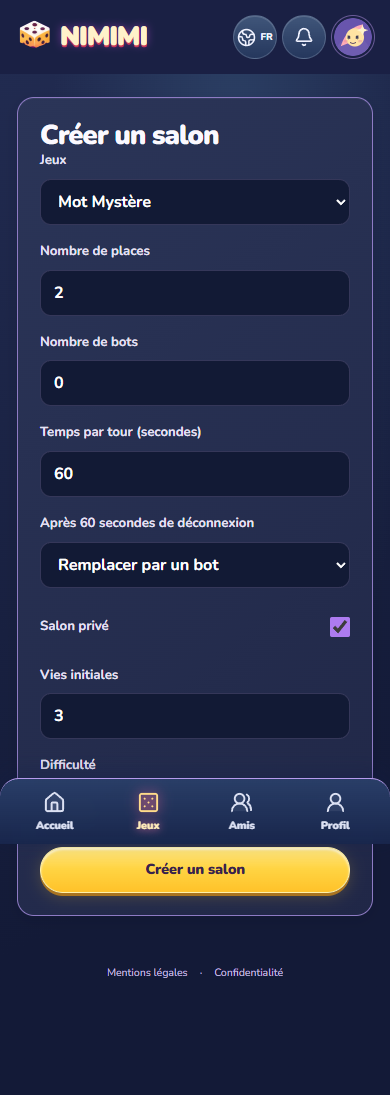 NIMIMI
FR
Créer un salon
Jeux
Mot Mystère
Nombre de places
2
Nombre de bots
0
Temps par tour (secondes)
60
Après 60 secondes de déconnexion
Remplacer par un bot
Salon privé
Vies initiales
3
Difficulté
Accueil
Jeux
Amis
Profil
Créer un salon
Mentions légales · Confidentialité